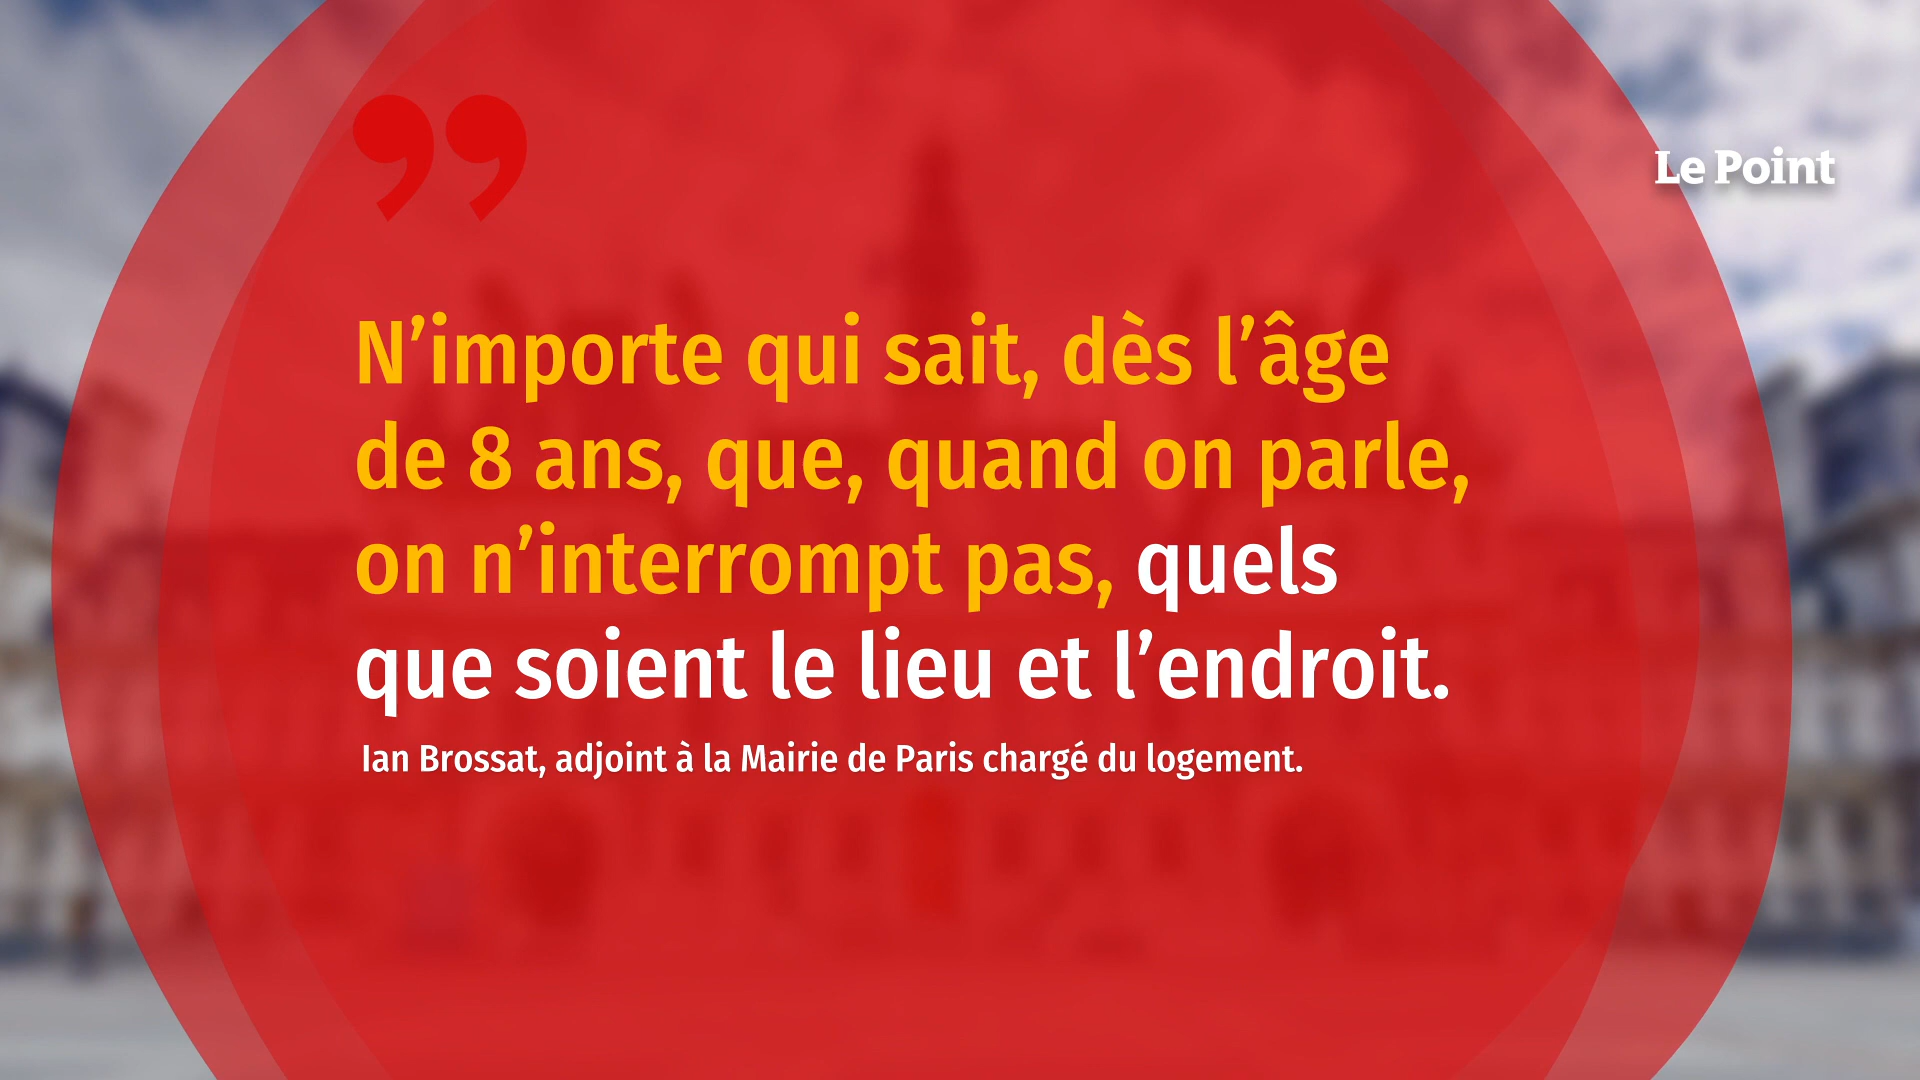 Le Point
N’importe qui sait, dès l’âge
de 8 ans, que, quand on parle,
on n’interrompt pas, quels
que soient le lieu et l’endroit.
Ian Brossat, adjoint à la Mairie de Paris chargé du logement.